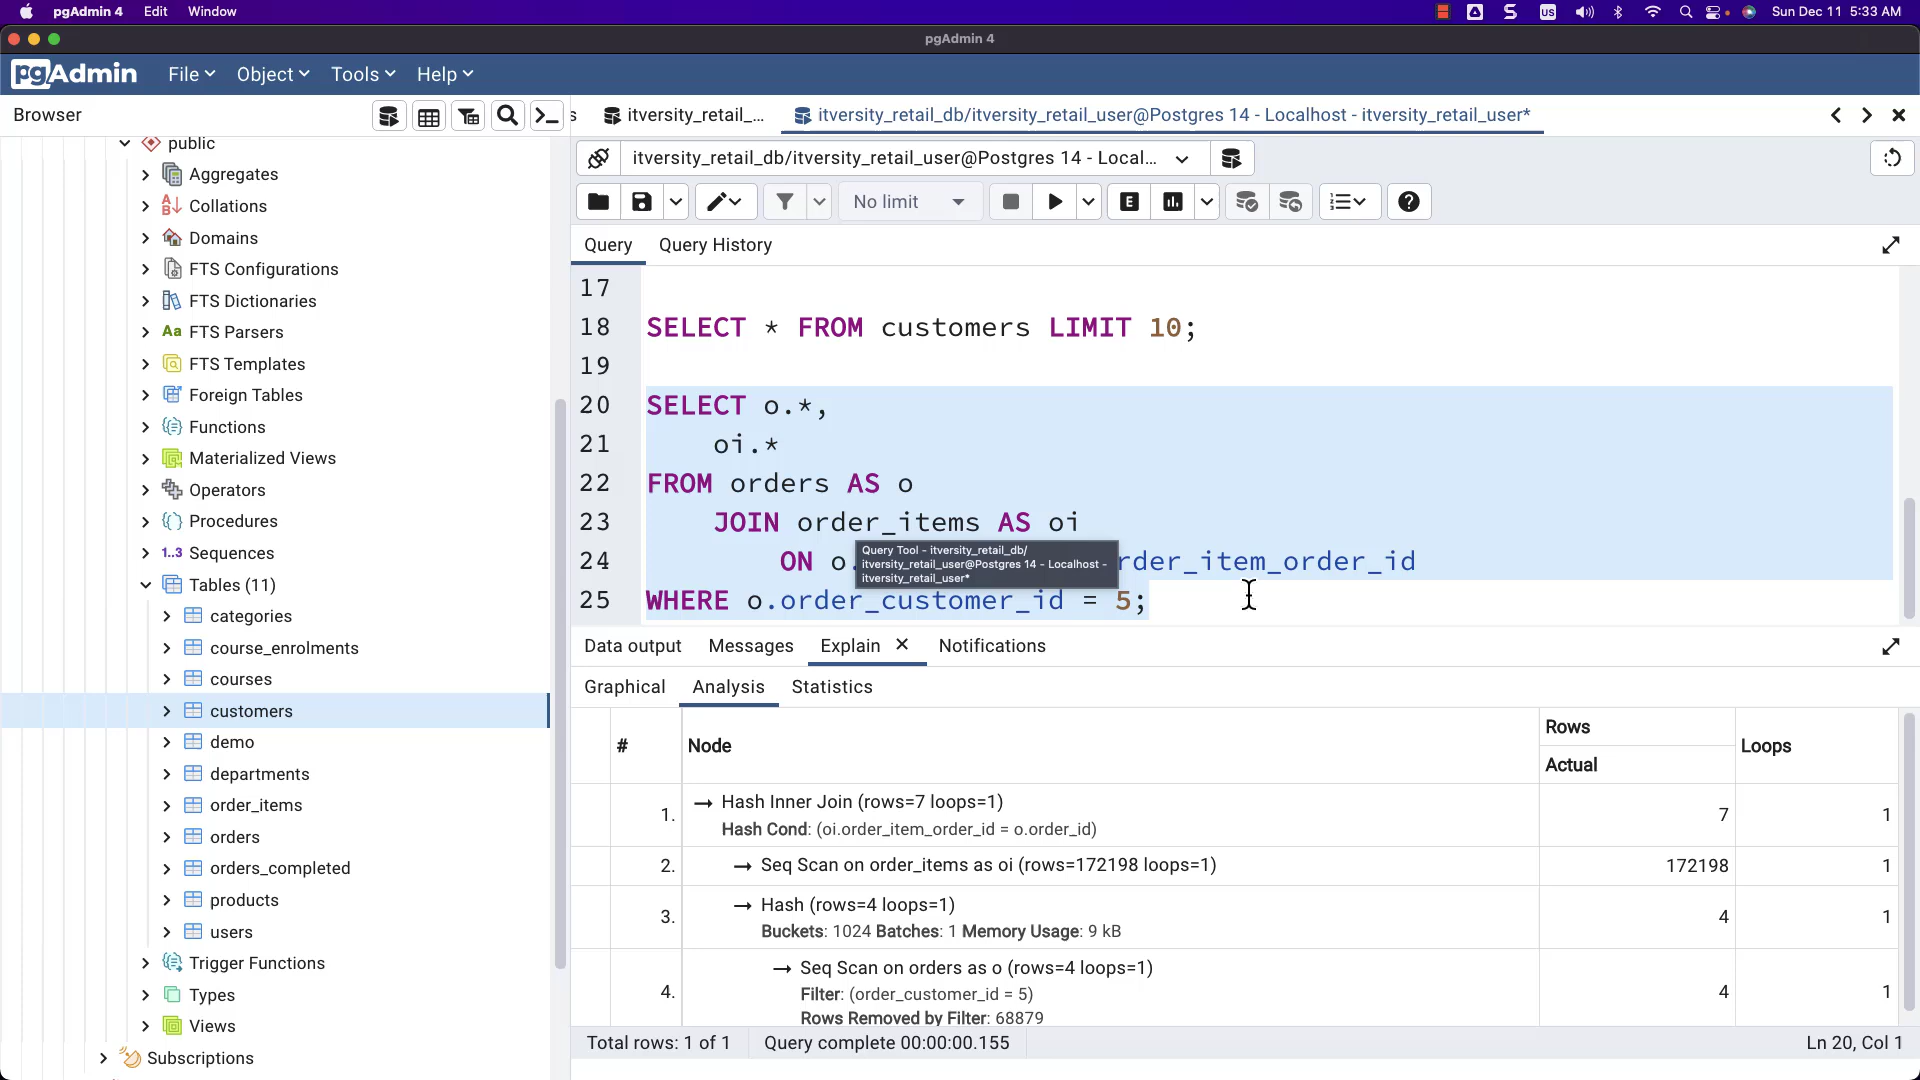 pgAdmin 4 Edit Window
US
Sun Dec 11 5:33 AM
pgAdmin 4
pgAdmin File Object Tools Help
Browser
s
itversity_retail_...
itversity_retail_db/itversity_retail_user@Postgres 14 - Localhost - itversity_retail_user*
itversity_retail_db/itversity_retail_user@Postgres 14 - Local...
No limit
E
Query Query History
public
Aggregates
Collations
Domains
FTS Configurations
FTS Dictionaries
Aa FTS Parsers
FTS Templates
Foreign Tables
Functions
Materialized Views
Operators
Procedures
1..3 Sequences
Tables (11)
categories
course_enrolments
courses
customers
demo
departments
order_items
orders
orders_completed
products
users
Trigger Functions
Types
Views
Subscriptions
17
18 SELECT * FROM customers LIMIT 10;
19
20 SELECT o.*,
21 oi.*
22 FROM orders AS o
23 JOIN order_items AS oi
24 ON o. rder_item_order_id
25 WHERE o.order_customer_id = 5;
Query Tool - itversity_retail_db/
itversity_retail_user@Postgres 14 - Localhost -
itversity_retail_user*
Data output Messages Explain Notifications
Graphical Analysis Statistics
# Node Rows Loops
Actual
1. → Hash Inner Join (rows=7 loops=1) 7 1
Hash Cond: (oi.order_item_order_id = o.order_id)
2. → Seq Scan on order_items as oi (rows=172198 loops=1) 172198 1
3. → Hash (rows=4 loops=1) 4 1
Buckets: 1024 Batches: 1 Memory Usage: 9 kB
4. → Seq Scan on orders as o (rows=4 loops=1) 4 1
Filter: (order_customer_id = 5)
Rows Removed by Filter: 68879
Total rows: 1 of 1 Query complete 00:00:00.155 Ln 20, Col 1